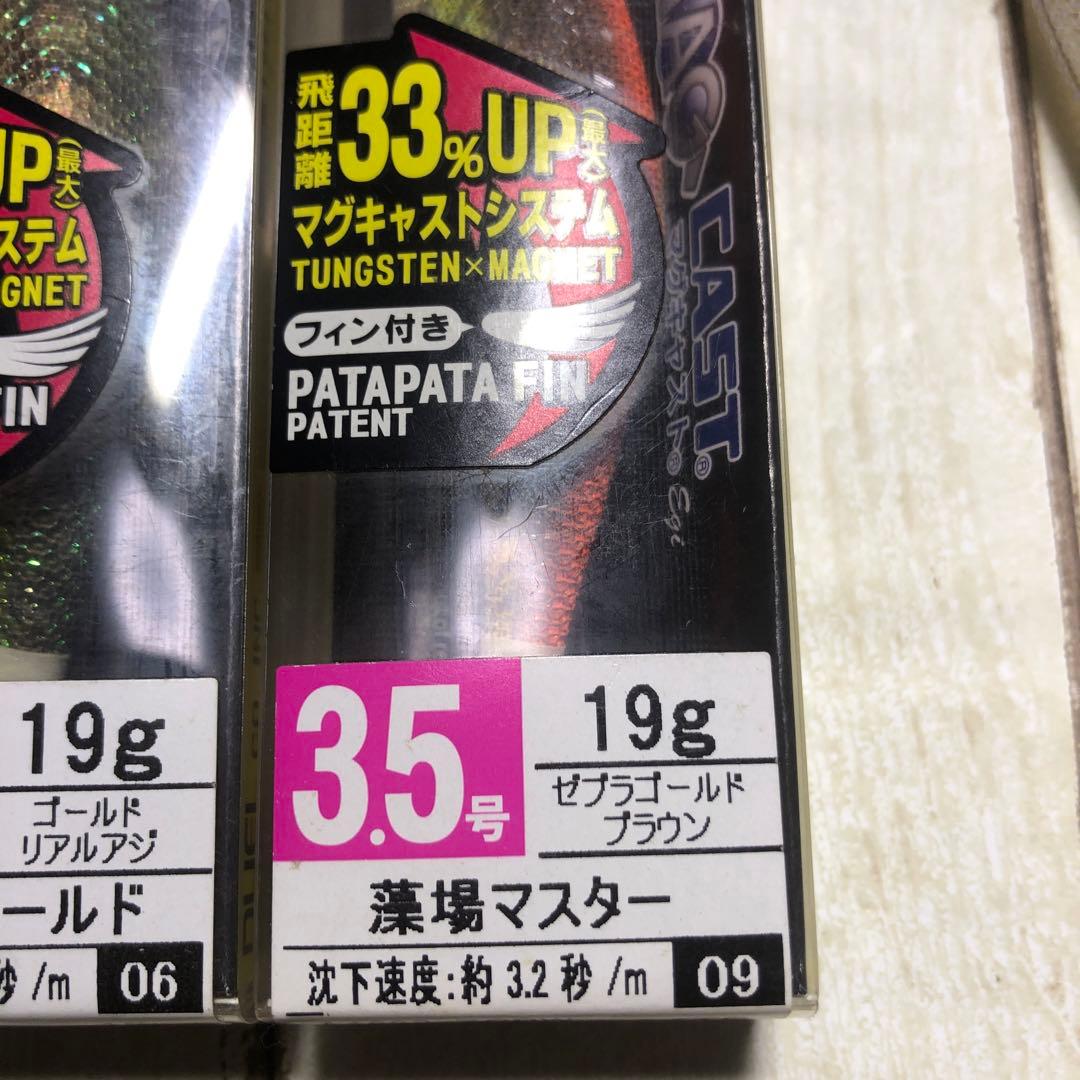 UP
(最大)
ステム
GNET
FIN
19g
ゴールド
リアルアジ
ールド
秒/m
06
飛距離33%UP(最大)
マグキャストシステム
TUNGSTEN×MAGNET
フィン付き
PATAPATA FIN
PATENT
CAST®
マグキャスト® Egi
3.5号
19g
ゼブラゴールド
ブラウン
藻場マスター
沈下速度:約 3.2 秒/m
09